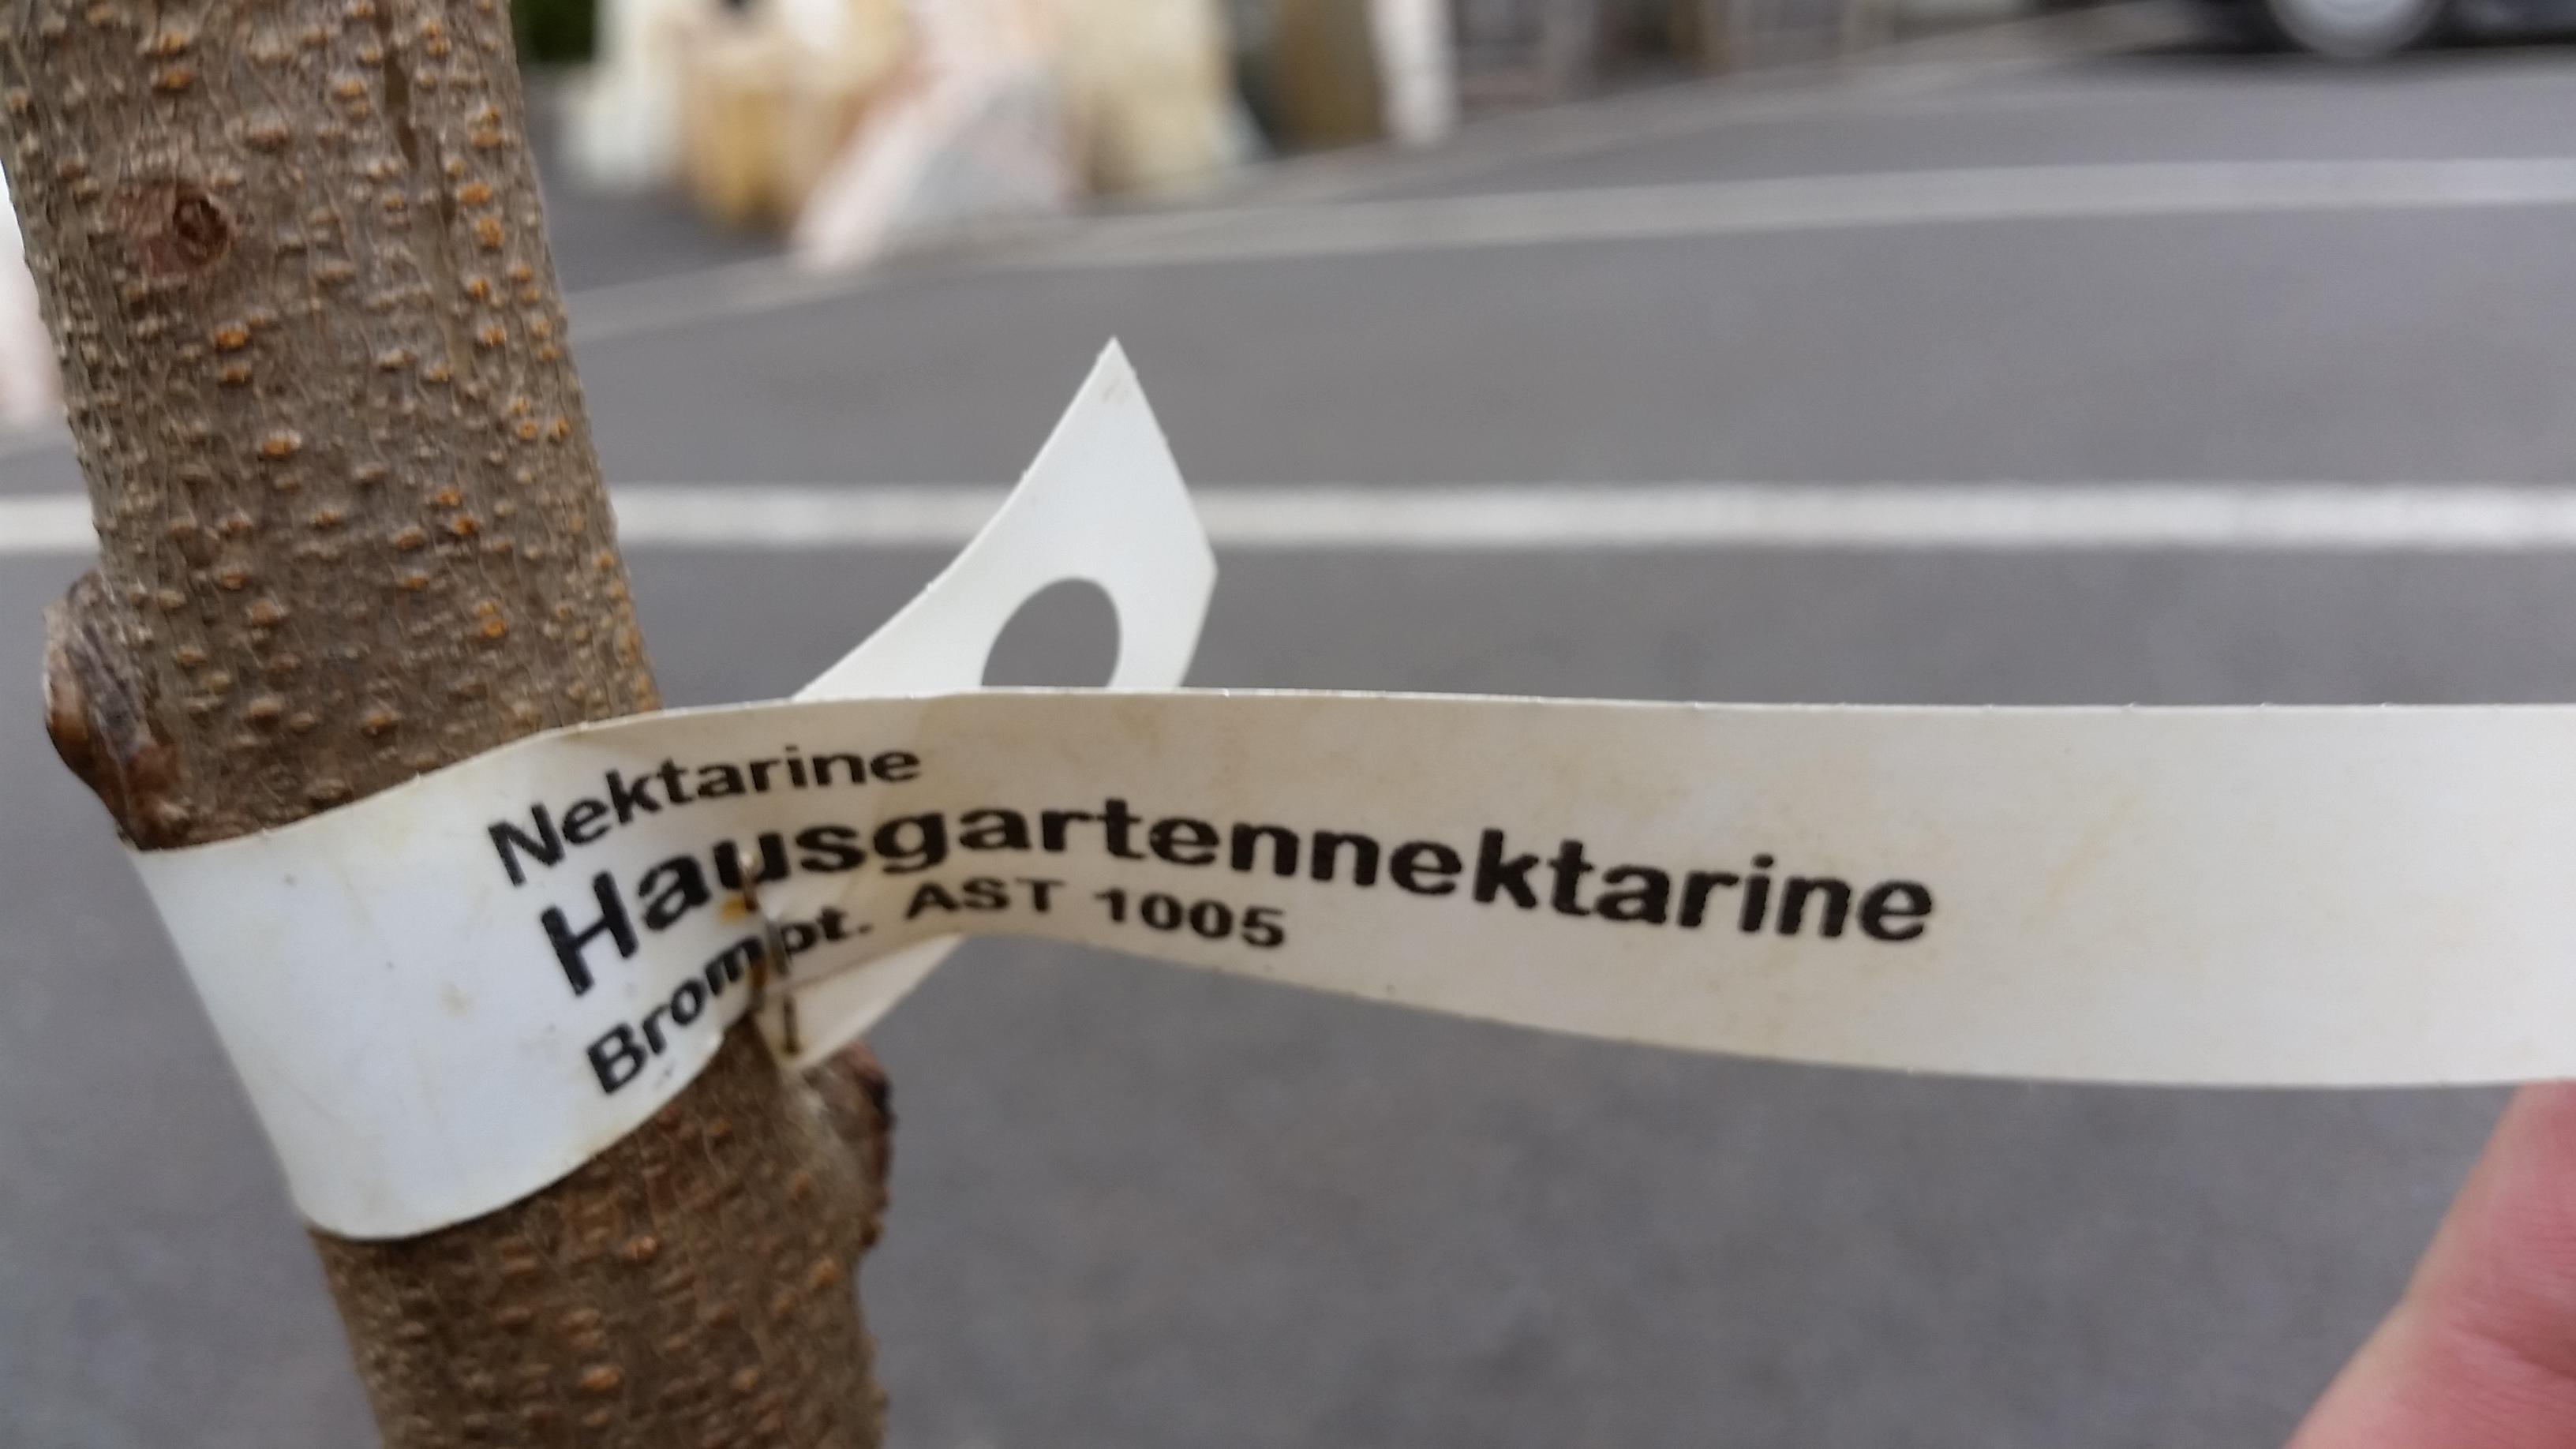 Nektarine
Hausgartennektarine
Brompt. AST 1005